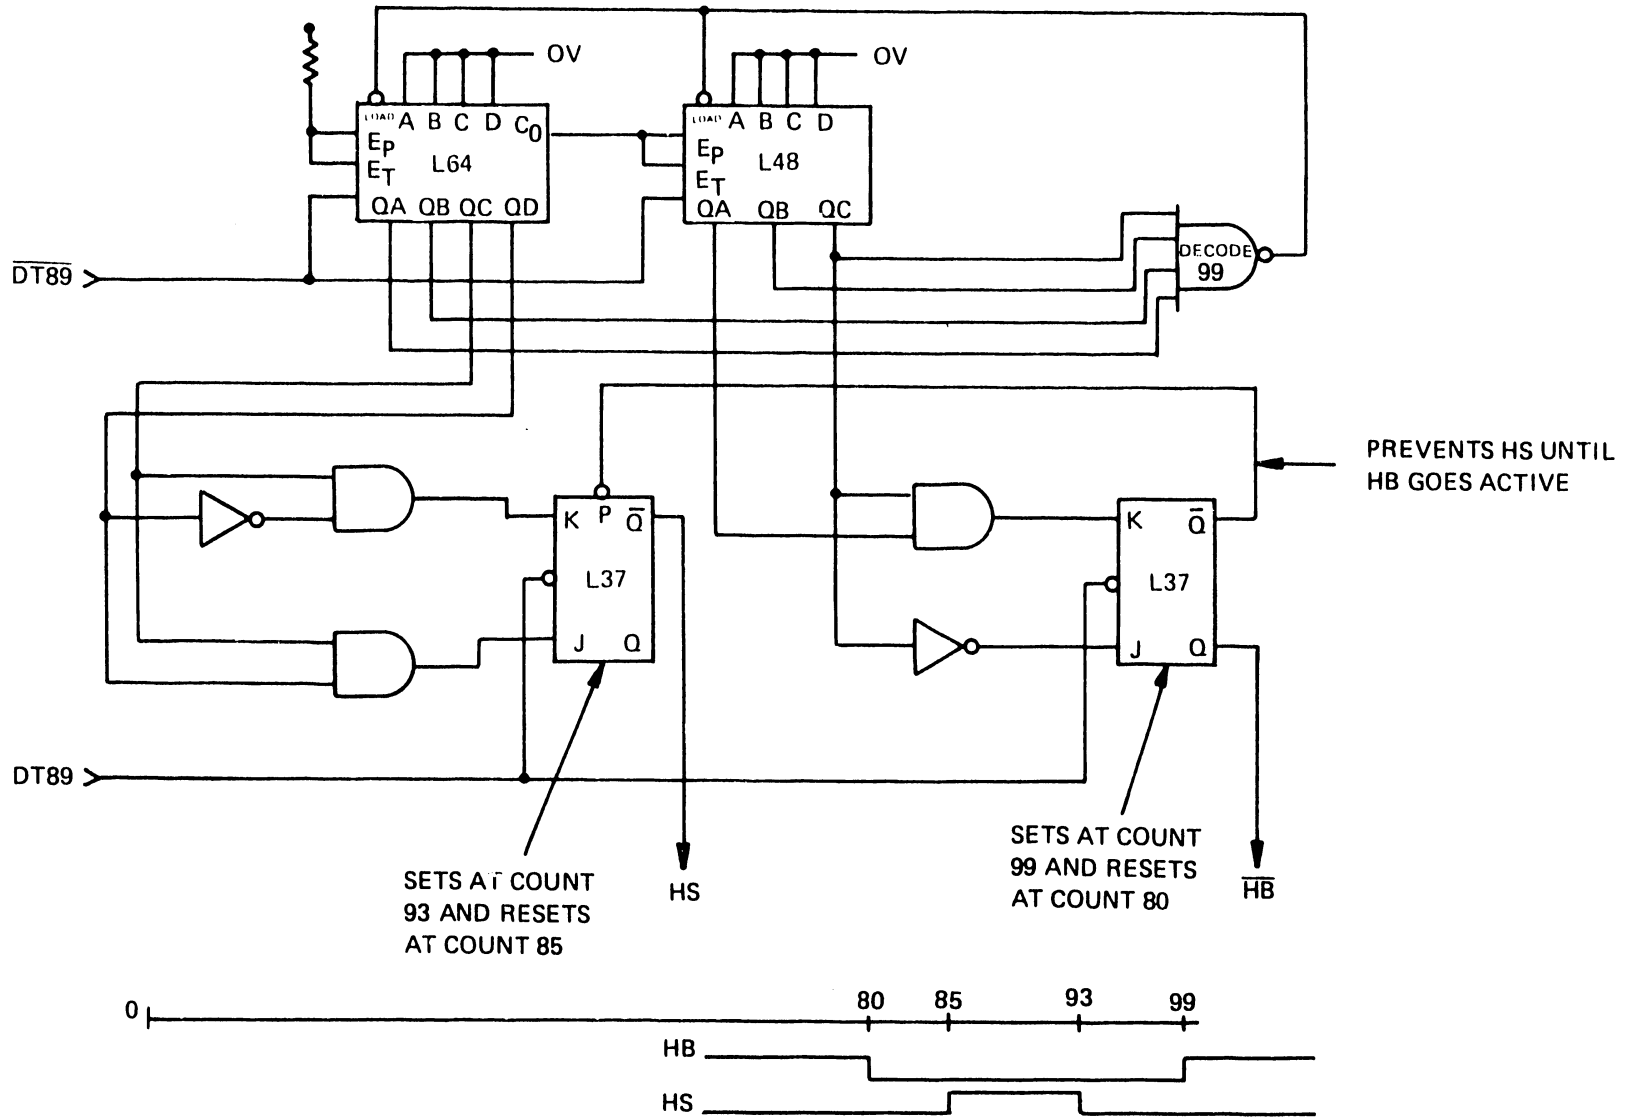 OV
OV
LOAD A B C D CO
EP
L64
ET
QA QB QC QD
LOAD A B C D
EP
L48
ET
QA QB QC
DECODE
99
DT89
PREVENTS HS UNTIL
HB GOES ACTIVE
K P Q
L37
J Q
K Q
L37
J Q
DT89
SETS AT COUNT
93 AND RESETS
AT COUNT 85
HS
SETS AT COUNT
99 AND RESETS
AT COUNT 80
HB
0 80 85 93 99
HB
HS